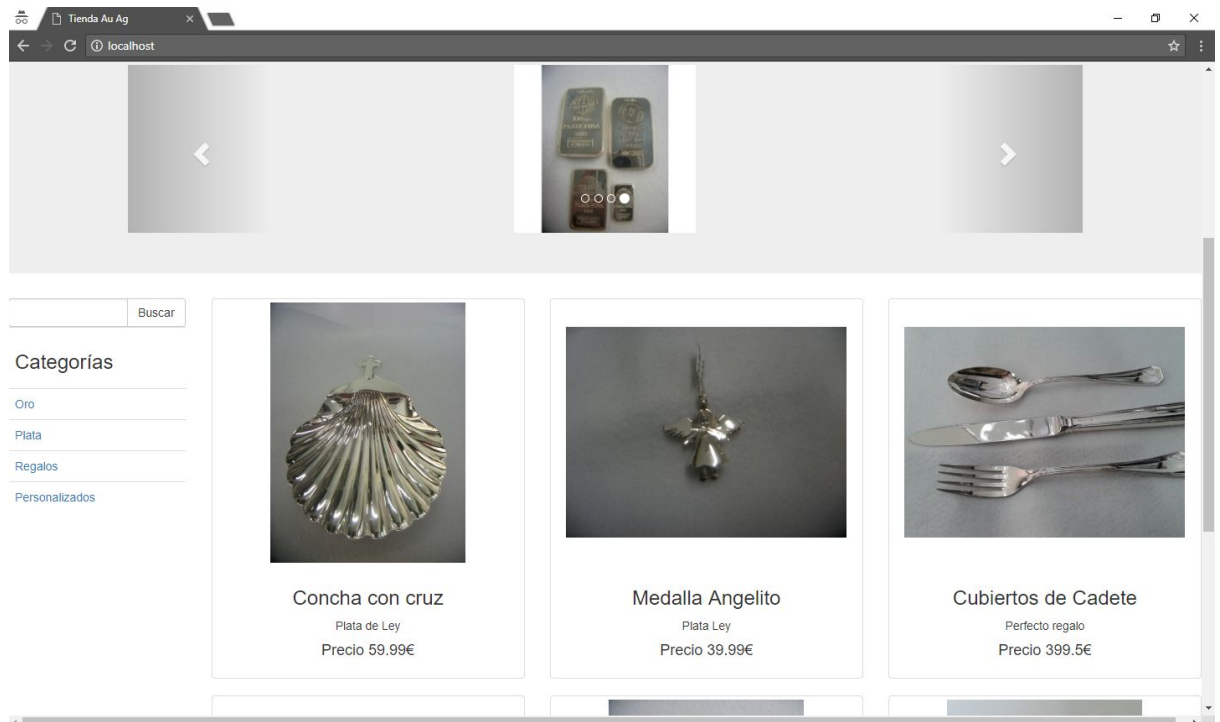 Tienda Au Ag
localhost
Buscar
Categorías
Oro
Plata
Regalos
Personalizados
Concha con cruz
Plata de Ley
Precio 59.99€
Medalla Angelito
Plata Ley
Precio 39.99€
Cubiertos de Cadete
Perfecto regalo
Precio 399.5€